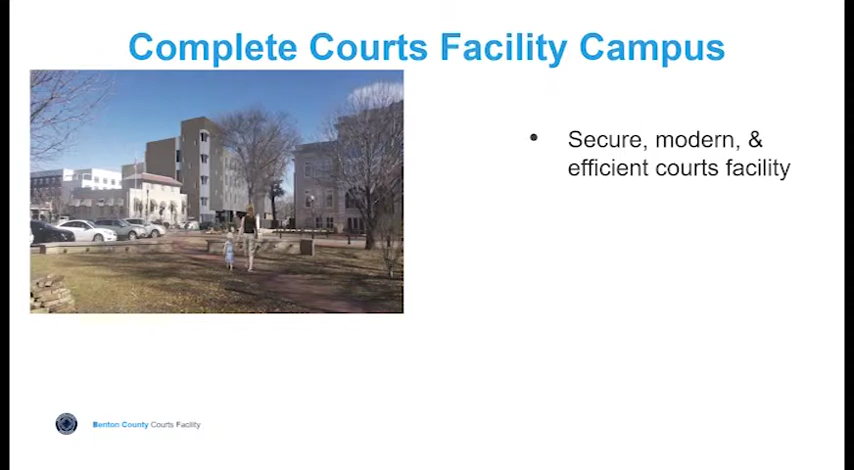 Complete Courts Facility Campus
• Secure, modern, &
efficient courts facility
Benton County Courts Facility